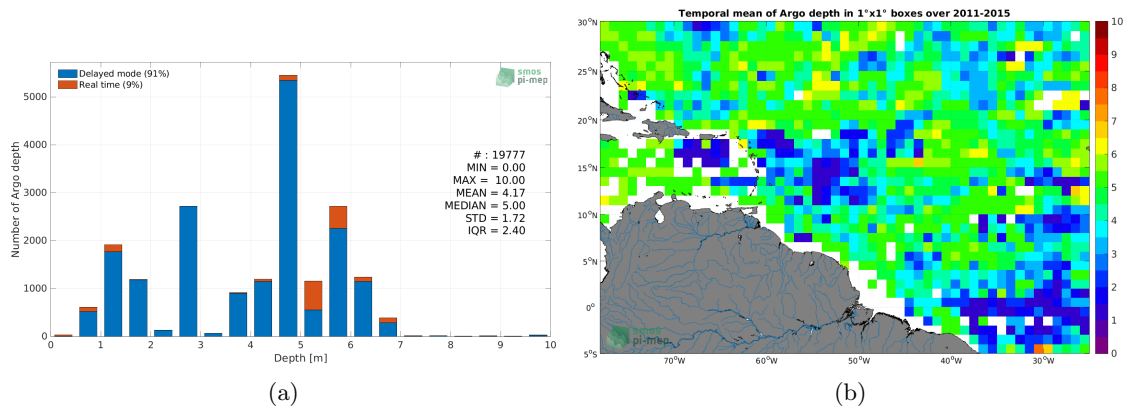 Delayed mode (91%)
Real time (9%)
smos
pi-mep
5000
4000
3000
2000
1000
0
Number of Argo depth
# : 19777
MIN = 0.00
MAX = 10.00
MEAN = 4.17
MEDIAN = 5.00
STD = 1.72
IQR = 2.40
0 1 2 3 4 5 6 7 8 9 10
Depth [m]
(a)
Temporal mean of Argo depth in 1°x1° boxes over 2011-2015
30°N
25°N
20°N
15°N
10°N
5°N
0°
5°S
70°W 60°W 50°W 40°W 30°W
smos
pi-mep
10
9
8
7
6
5
4
3
2
1
0
(b)